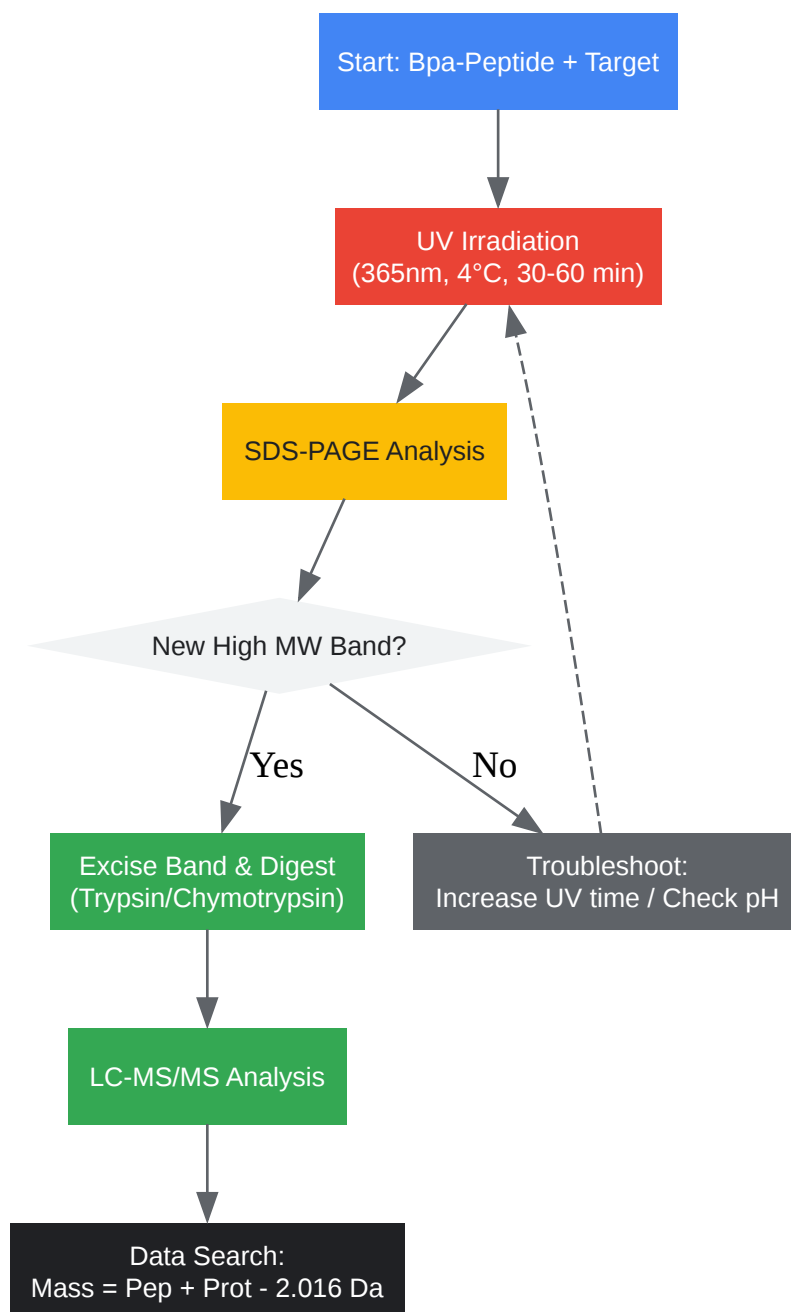 Start: Bpa-Peptide + Target
UV Irradiation
(365nm, 4°C, 30-60 min)
SDS-PAGE Analysis
New High MW Band?
Yes
No
Excise Band & Digest
(Trypsin/Chymotrypsin)
Troubleshoot:
Increase UV time / Check pH
LC-MS/MS Analysis
Data Search:
Mass = Pep + Prot - 2.016 Da